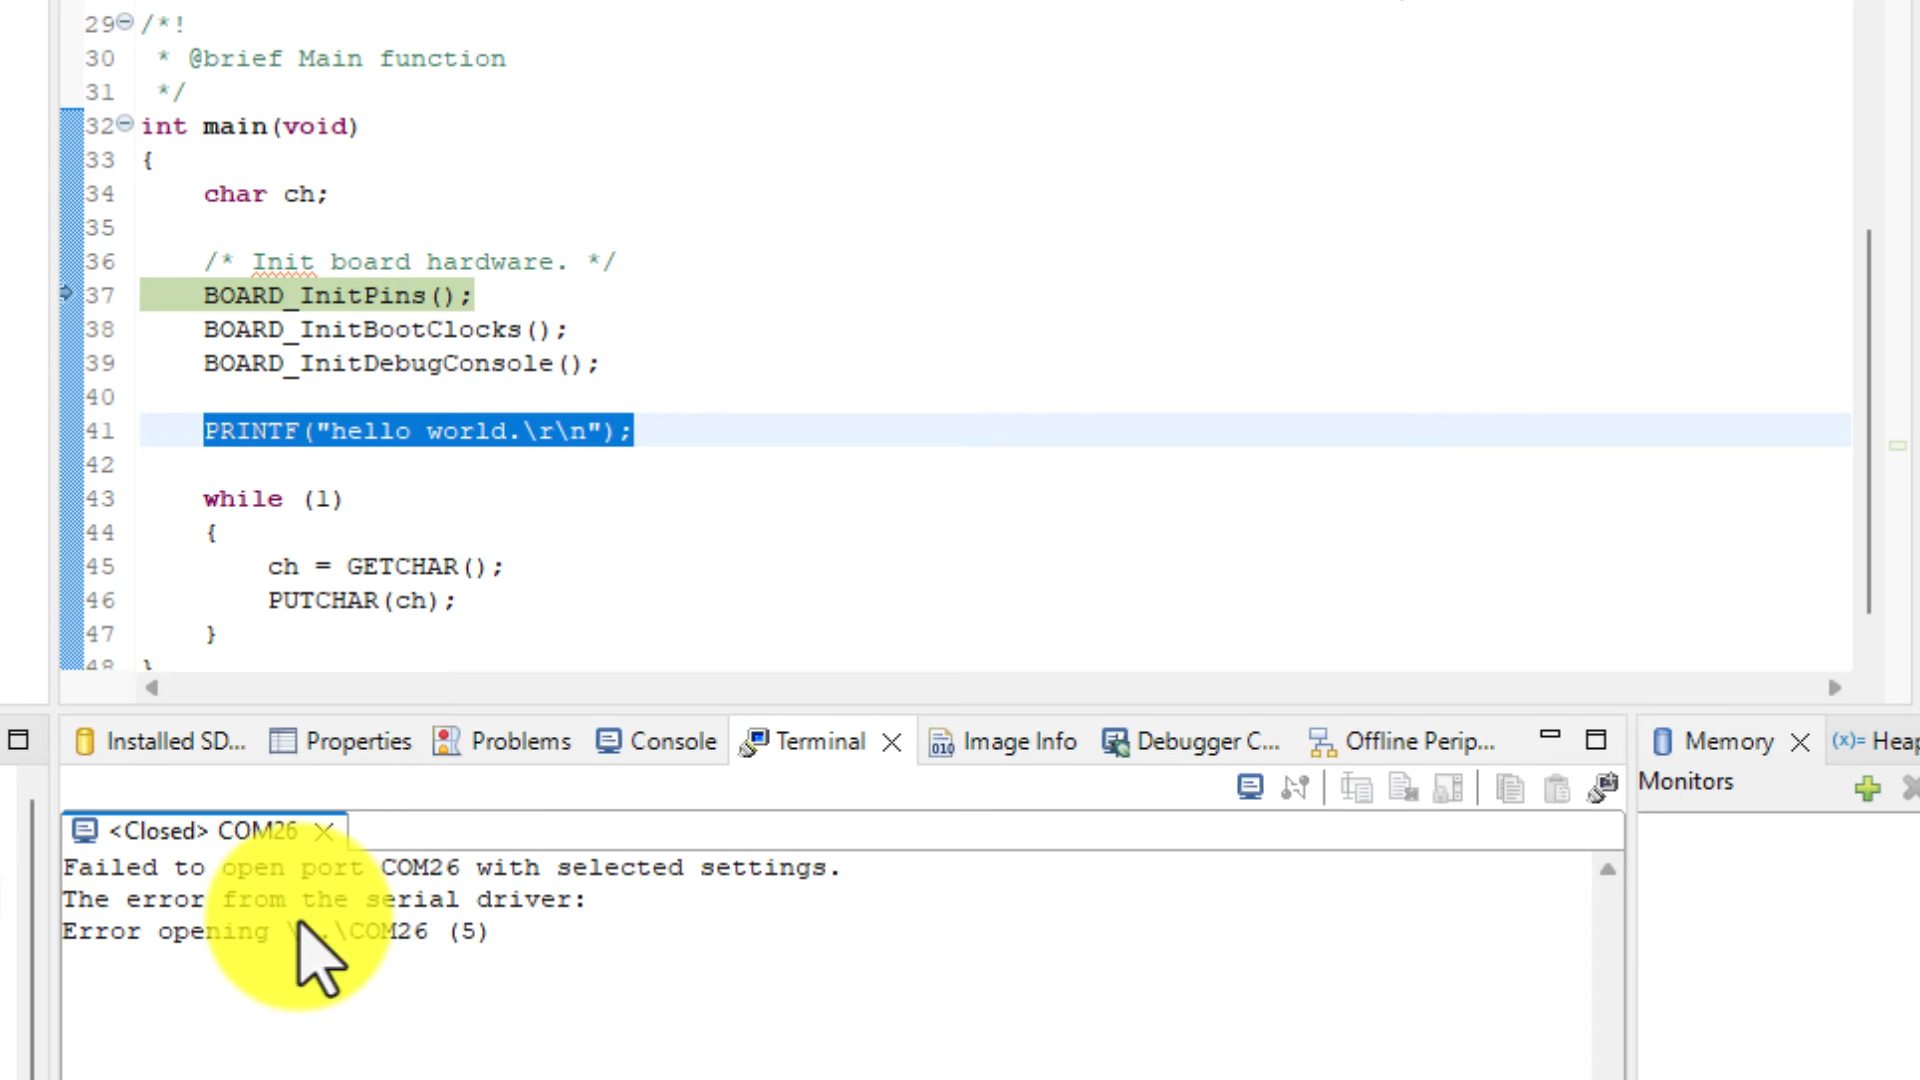 29 /*!
30  * @brief Main function
31  */
32 int main(void)
33 {
34     char ch;
35
36     /* Init board hardware. */
37     BOARD_InitPins();
38     BOARD_InitBootClocks();
39     BOARD_InitDebugConsole();
40
41     PRINTF("hello world.\r\n");
42
43     while (1)
44     {
45         ch = GETCHAR();
46         PUTCHAR(ch);
47     }
48 }
Installed SD... Properties Problems Console Terminal Image Info Debugger C... Offline Perip... Memory (x)= Heap
Monitors
<Closed> COM26
Failed to open port COM26 with selected settings.
The error from the serial driver:
Error opening \\.\COM26 (5)